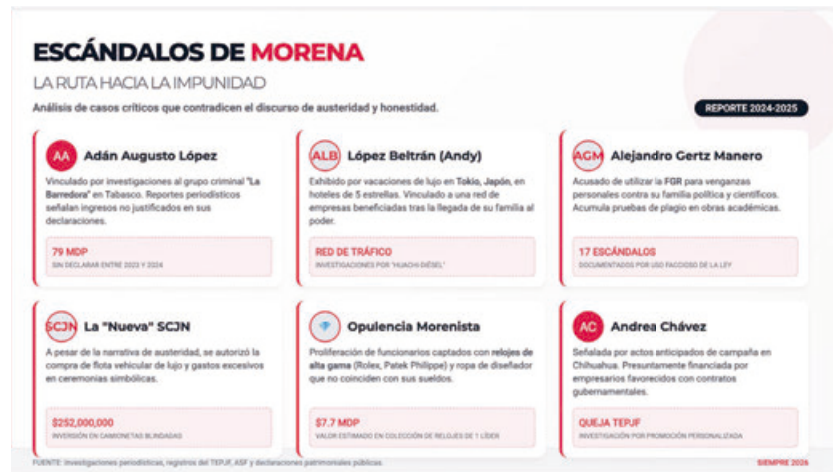 ESCÁNDALOS DE MORENA
LA RUTA HACIA LA IMPUNIDAD
Análisis de casos críticos que contradicen el discurso de austeridad y honestidad.
REPORTE 2024-2025
AA Adán Augusto López
Vinculado por investigaciones al grupo criminal "La
Barredora" en Tabasco. Reportes periodísticos
señalan ingresos no justificados en sus
declaraciones.
79 MDP
SIN DECLARAR ENTRE 2023 Y 2024
ALB López Beltrán (Andy)
Exhibido por vacaciones de lujo en Tokio, Japón, en
hoteles de 5 estrellas. Vinculado a una red de
empresas beneficiadas tras la llegada de su familia al
poder.
RED DE TRÁFICO
INVESTIGACIONES POR "HUACHI-DIÉSEL"
AGM Alejandro Gertz Manero
Acusado de utilizar la FGR para venganzas
personales contra su familia política y científicos.
Acumula pruebas de plagio en obras académicas.
17 ESCÁNDALOS
DOCUMENTADOS POR USO FACCIOSO DE LA LEY
SCJN La "Nueva" SCJN
A pesar de la narrativa de austeridad, se autorizó la
compra de flota vehicular de lujo y gastos excesivos
en ceremonias simbólicas.
$252,000,000
INVERSIÓN EN CAMIONETAS BLINDADAS
Opulencia Morenista
Proliferación de funcionarios captados con relojes de
alta gama (Rolex, Patek Philippe) y ropa de diseñador
que no coinciden con sus sueldos.
$7.7 MDP
VALOR ESTIMADO EN COLECCIÓN DE RELOJES DE 1 LÍDER
AC Andrea Chávez
Señalada por actos anticipados de campaña en
Chihuahua. Presuntamente financiada por
empresarios favorecidos con contratos
gubernamentales.
QUEJA TEPJF
INVESTIGACIÓN POR PROMOCIÓN PERSONALIZADA
FUENTE: Investigaciones periodísticas, registros del TEPJF, ASF y declaraciones patrimoniales públicas.
SIEMPRE 2026